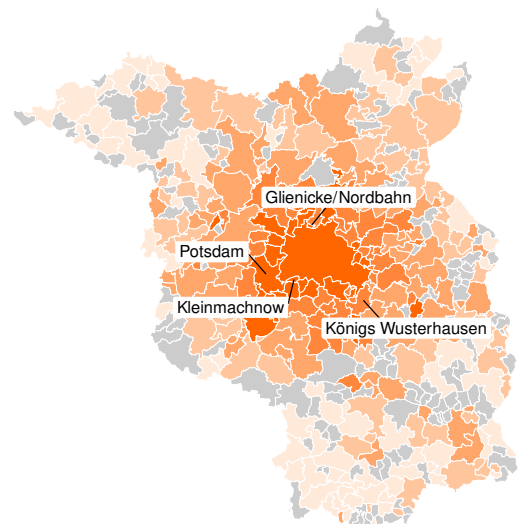 Glienicke/Nordbahn
Potsdam
Kleinmachnow
Königs Wusterhausen